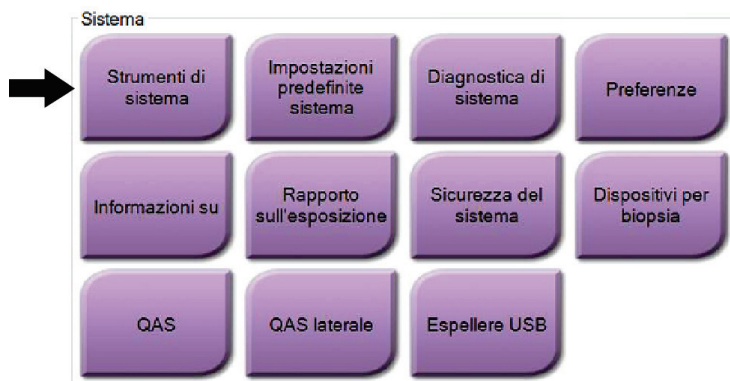 Sistema
Strumenti di
sistema
Impostazioni
predefinite
sistema
Diagnostica di
sistema
Preferenze
Informazioni su
Rapporto
sull'esposizione
Sicurezza del
sistema
Dispositivi per
biopsia
QAS
QAS laterale
Espellere USB